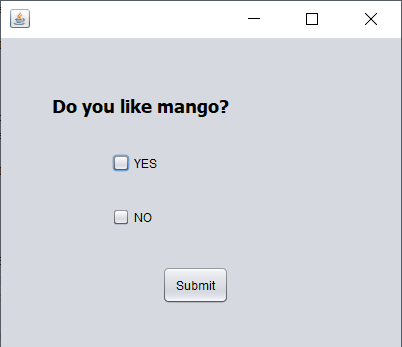 Do you like mango?
YES
NO
Submit